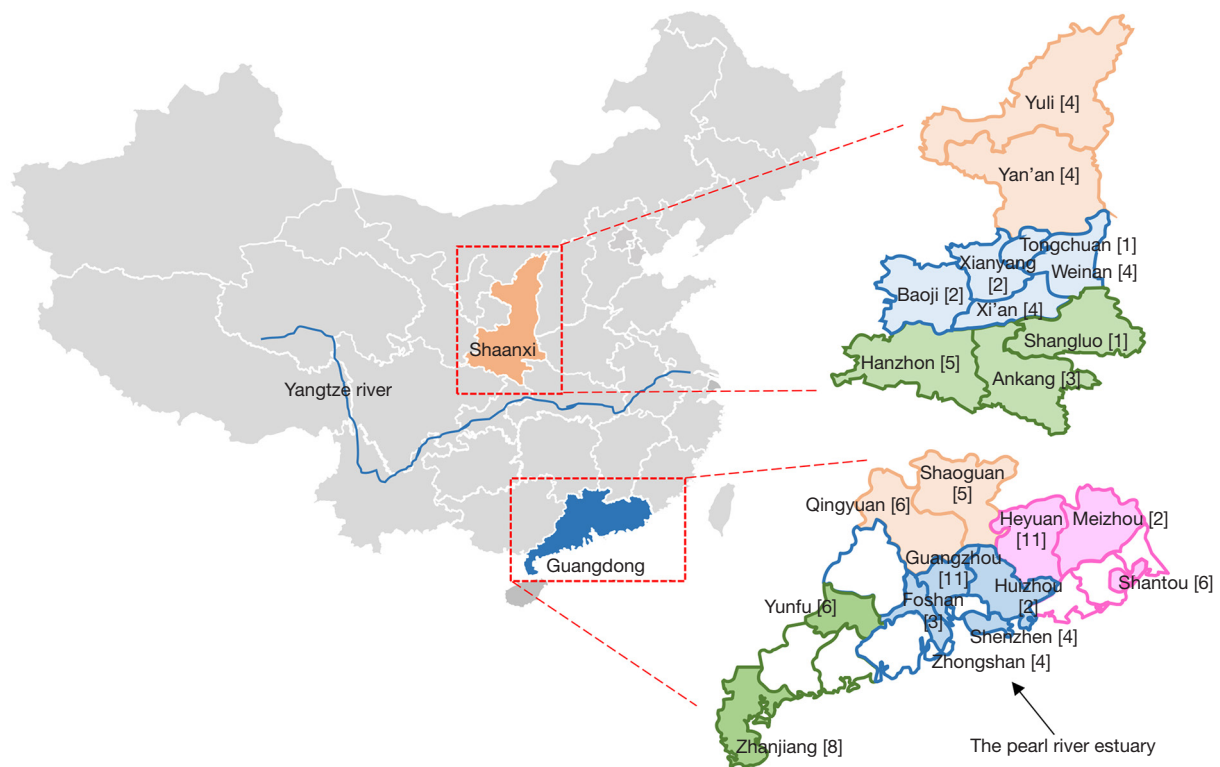 Shaanxi
Yangtze river
Guangdong
Yuli [4]
Yan’an [4]
Tongchuan [1]
Xianyang
[2]
Weinan [4]
Baoji [2]
Xi’an [4]
Shangluo [1]
Hanzhon [5]
Ankang [3]
Shaoguan
[5]
Qingyuan [6]
Heyuan
[11]
Meizhou [2]
Guangzhou
[11]
Huizhou
[2]
Shantou [6]
Yunfu [6]
Foshan
[3]
Shenzhen [4]
Zhongshan [4]
Zhanjiang [8]
The pearl river estuary